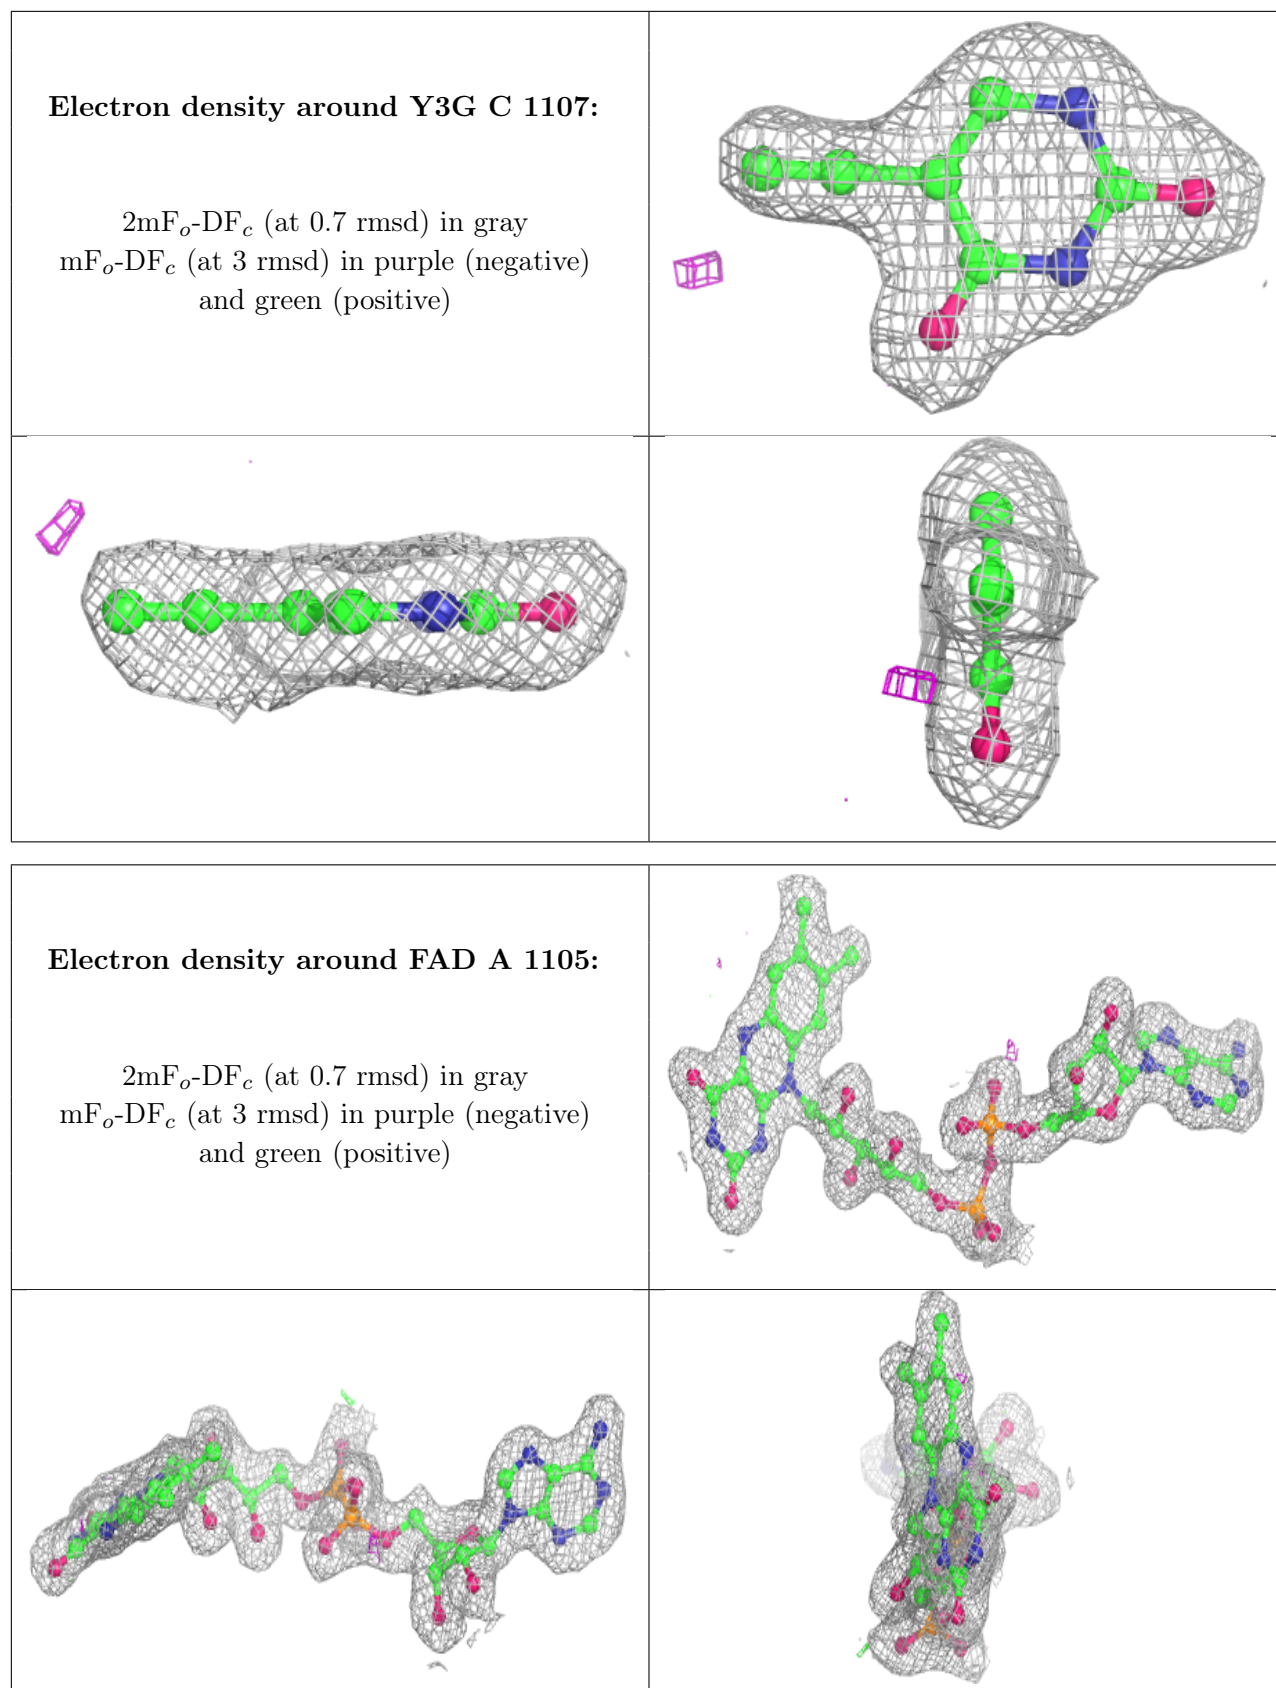 Electron density around Y3G C 1107:
2mFo-DFc (at 0.7 rmsd) in gray
mFo-DFc (at 3 rmsd) in purple (negative)
and green (positive)
Electron density around FAD A 1105:
2mFo-DFc (at 0.7 rmsd) in gray
mFo-DFc (at 3 rmsd) in purple (negative)
and green (positive)